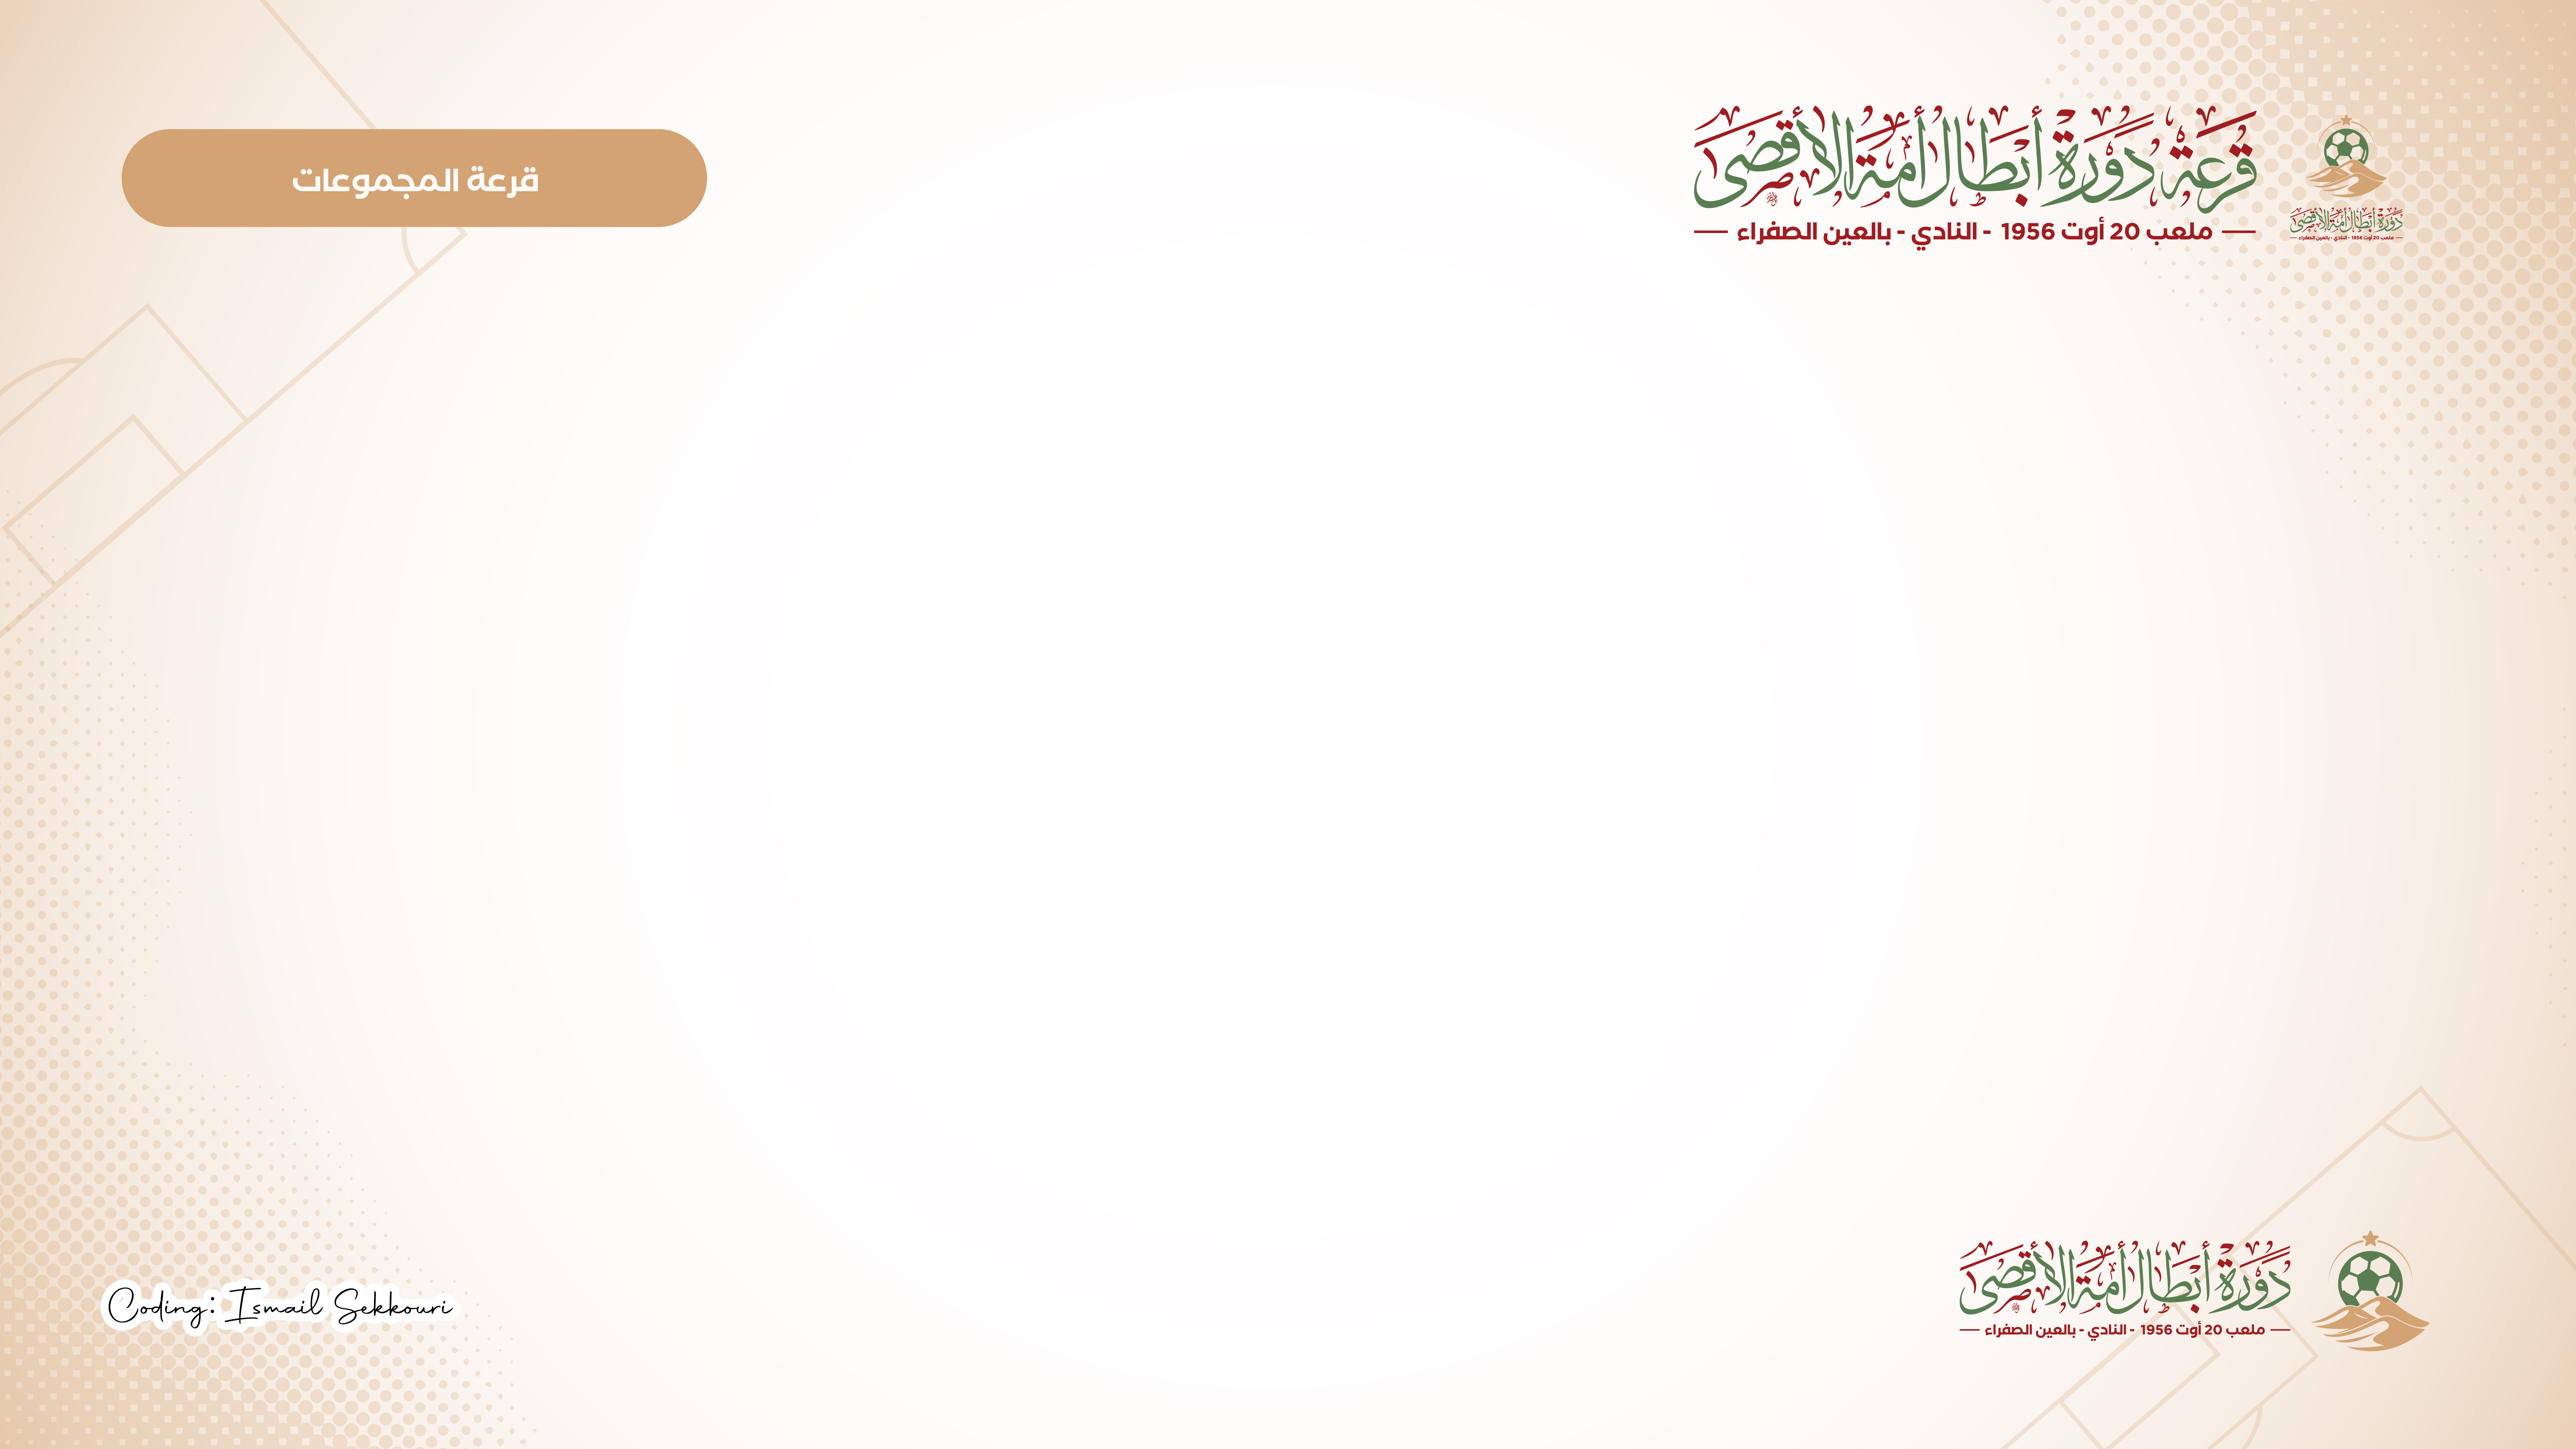 قرعة دورة أبطال أمة الأقصى
ملعب 20 أوت 1956 - النادي - بالعين الصفراء
دورة أبطال أمة الأقصى
ملعب 20 أوت 1956 - النادي - بالعين الصفراء
قرعة المجموعات
دورة أبطال أمة الأقصى
ملعب 20 أوت 1956 - النادي - بالعين الصفراء
Coding: Ismail Sekkouri